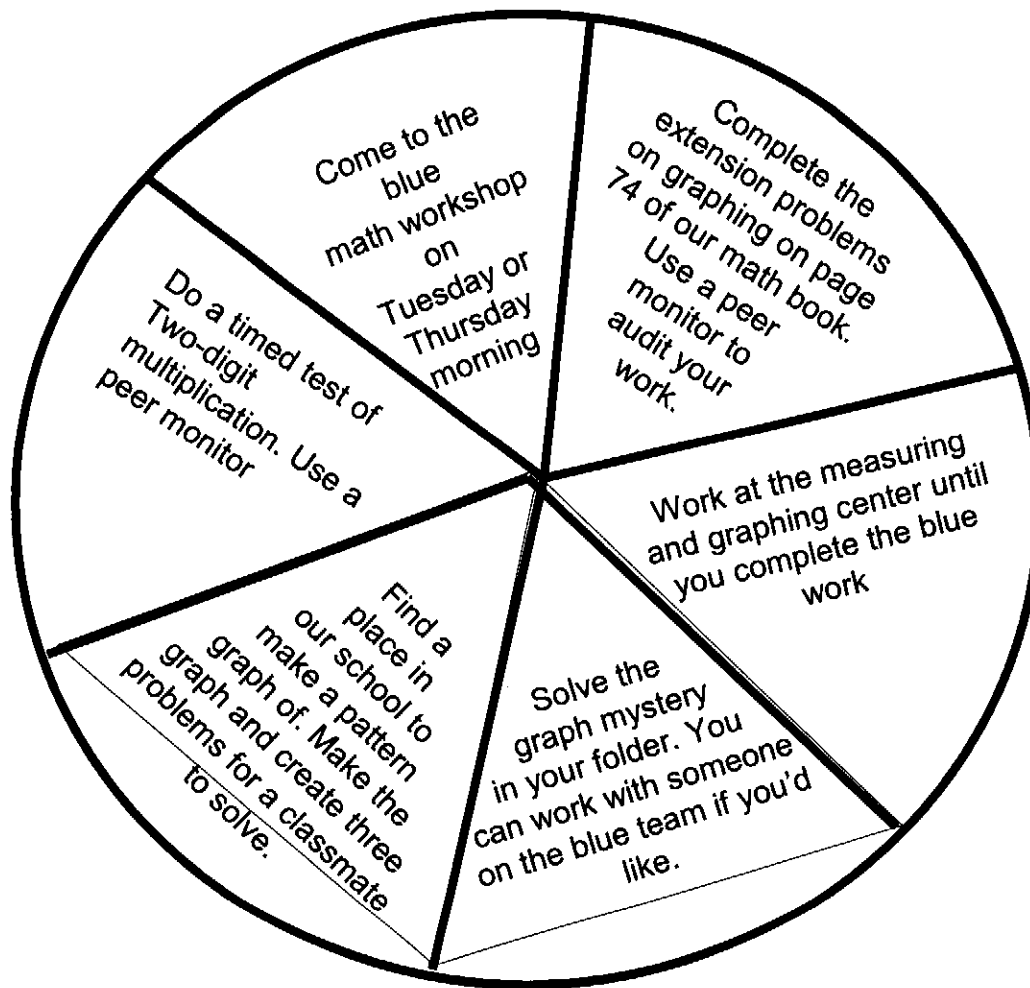 Come to the
blue
math workshop
on
Tuesday or
Thursday
morning
Complete the
extension problems
on graphing on page
74 of our math book.
Use a peer
monitor to
audit your
work.
Work at the measuring
and graphing center until
you complete the blue
work
Solve the
graph mystery
in your folder. You
can work with someone
on the blue team if you'd
like.
Find a
place in
our school to
make a pattern
graph of. Make the
graph and create three
problems for a classmate
to solve.
Do a timed test of
Two-digit
multiplication. Use a
peer monitor